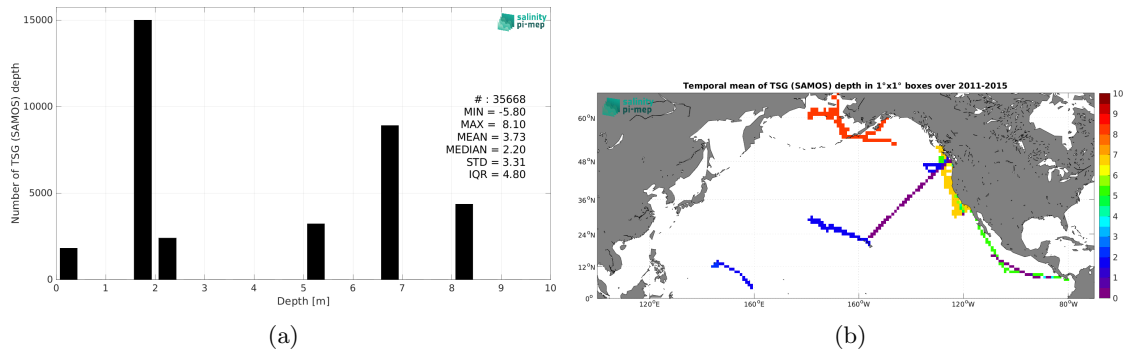 15000
10000
5000
0
Number of TSG (SAMOS) depth
0 1 2 3 4 5 6 7 8 9 10
Depth [m]
salinity
pi-mep
# : 35668
MIN = -5.80
MAX = 8.10
MEAN = 3.73
MEDIAN = 2.20
STD = 3.31
IQR = 4.80
(a)
Temporal mean of TSG (SAMOS) depth in 1°x1° boxes over 2011-2015
salinity
pi-mep
60°N
48°N
36°N
24°N
12°N
0°
120°E 160°E 160°W 120°W 80°W
10
9
8
7
6
5
4
3
2
1
0
(b)